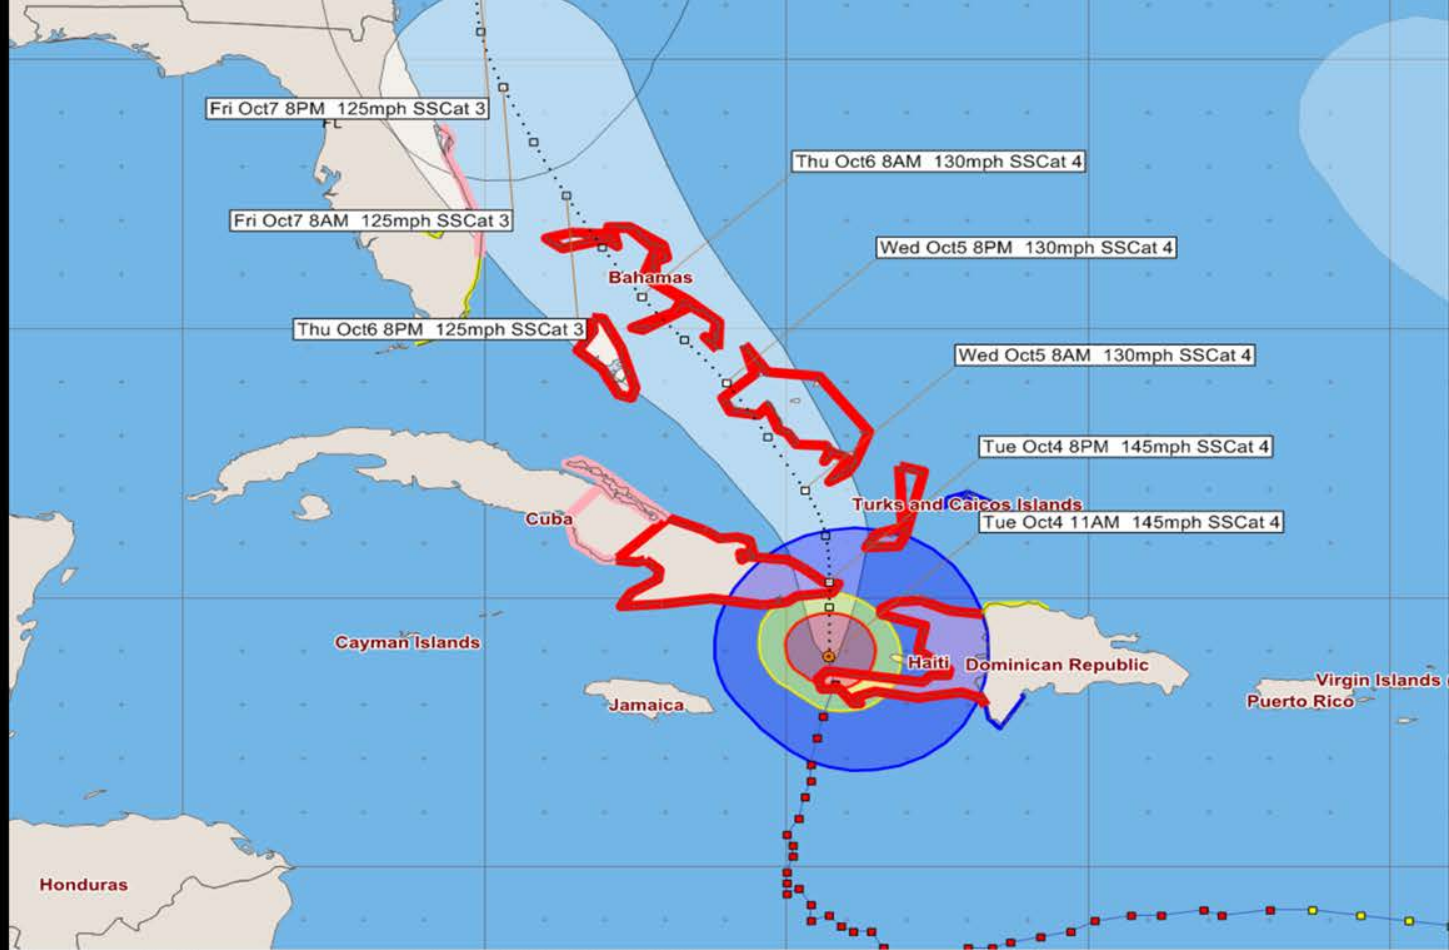 Fri Oct7 8PM 125mph SSCat 3
FL
Thu Oct6 8AM 130mph SSCat 4
Fri Oct7 8AM 125mph SSCat 3
Wed Oct5 8PM 130mph SSCat 4
Bahamas
Thu Oct6 8PM 125mph SSCat 3
Wed Oct5 8AM 130mph SSCat 4
Tue Oct4 8PM 145mph SSCat 4
Turks and Caicos Islands
Cuba
Tue Oct4 11AM 145mph SSCat 4
Cayman Islands
Haiti
Dominican Republic
Virgin Islands
Jamaica
Puerto Rico
Honduras